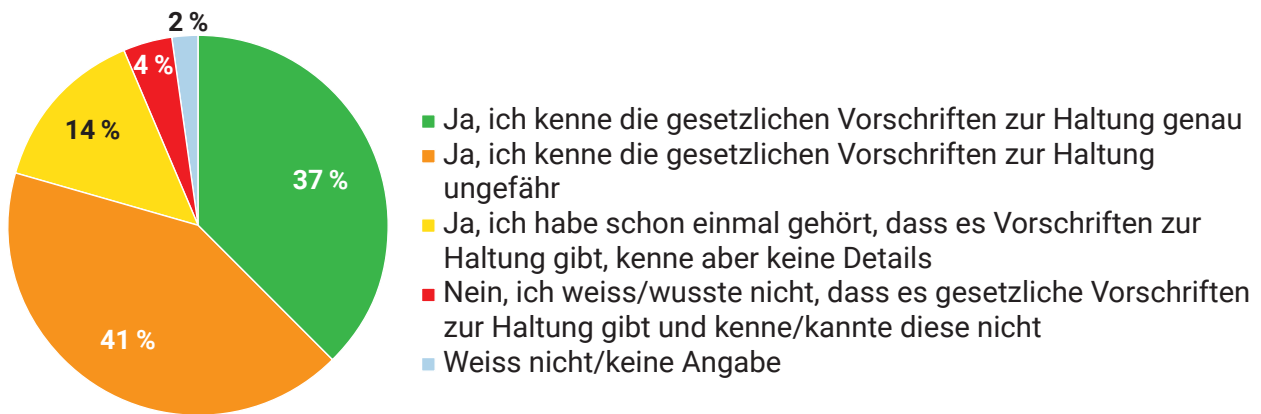 2 %
4 %
14 %
37 %
41 %
Ja, ich kenne die gesetzlichen Vorschriften zur Haltung genau
Ja, ich kenne die gesetzlichen Vorschriften zur Haltung
ungefähr
Ja, ich habe schon einmal gehört, dass es Vorschriften zur
Haltung gibt, kenne aber keine Details
Nein, ich weiss/wusste nicht, dass es gesetzliche Vorschriften
zur Haltung gibt und kenne/kannte diese nicht
Weiss nicht/keine Angabe